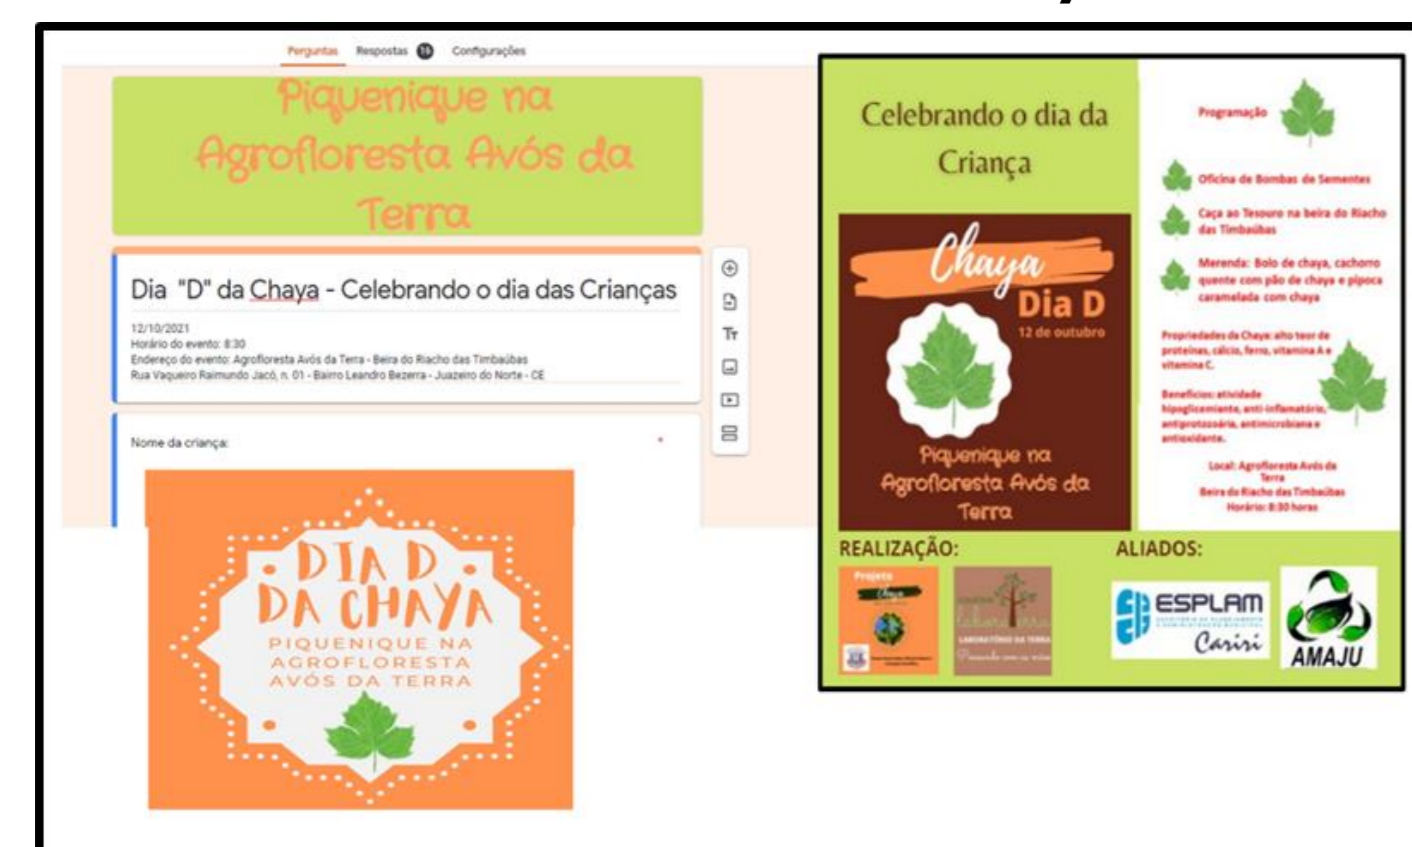 Perguntas Respostas Configurações
Piquenique na
Agrofloresta Avós da
Terra
Dia "D" da Chaya - Celebrando o dia das Crianças
12/10/2021
Horário do evento: 8:30
Endereço do evento: Agrofloresta Avós da Terra - Beira do Riacho das Timbaúbas
Rua Vaqueiro Raimundo Jacó, n. 01 - Bairro Leandro Bezerra - Juazeiro do Norte - CE
Nome da criança: *
DIA D
DA CHAYA
PIQUENIQUE NA
AGROFLORESTA
AVÓS DA TERRA
Celebrando o dia da
Criança
Chaya
Dia D
12 de outubro
Piquenique na
Agrofloresta Avós da
Terra
Programação
Oficina de Bombas de Sementes
Caça ao Tesouro na beira do Riacho
das Timbaúbas
Merenda: Bolo de chaya, cachorro
quente com pão de chaya e pipoca
caramelada com chaya
Propriedades da Chaya: alto teor de
proteínas, cálcio, ferro, vitamina A e
vitamina C.
Benefícios: atividade
hipoglicemiante, anti-inflamatório,
antiprotozoária, antimicrobiana e
antioxidante.
Local: Agrofloresta Avós da
Terra
Beira do Riacho das Timbaúbas
Horário: 8:30 horas
REALIZAÇÃO:
Projeto
Chaya
LABORATÓRIO DA TERRA
ALIADOS:
ESPLAM
Cariri
AMAJU